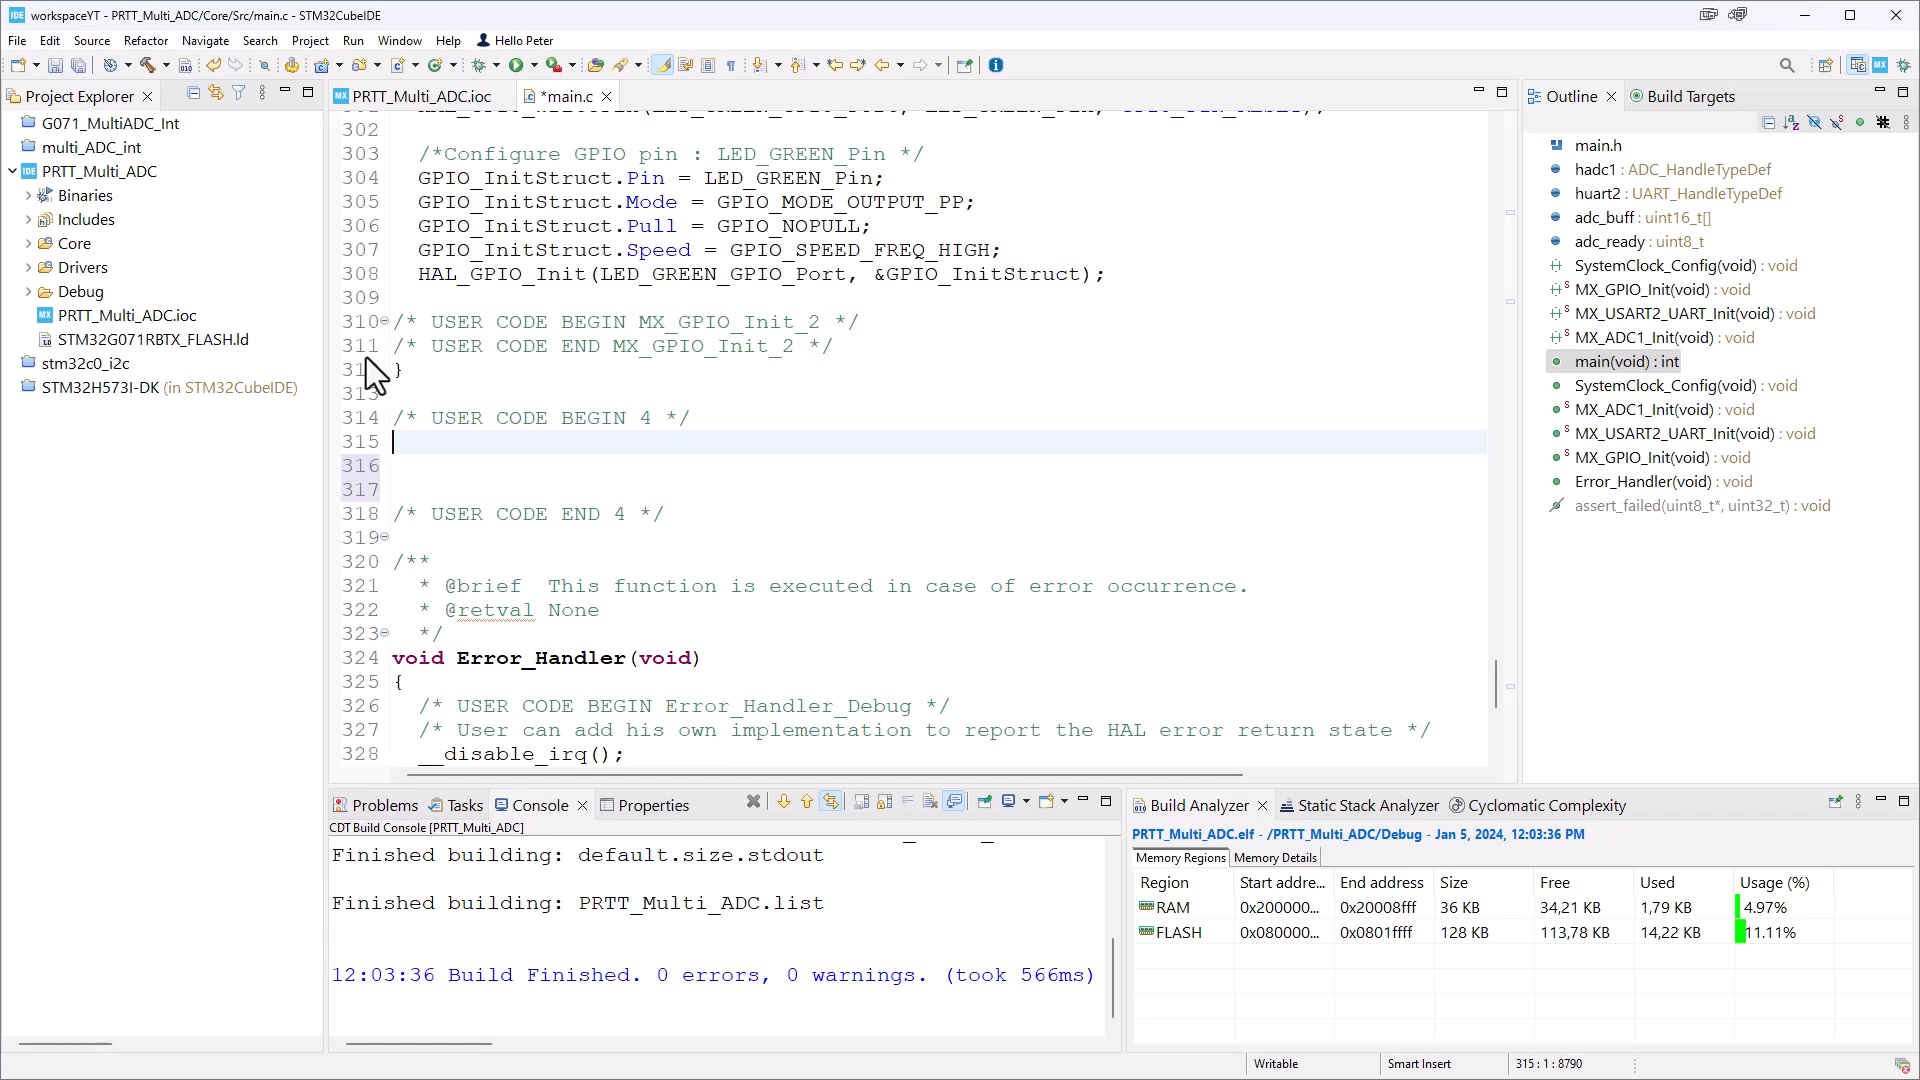 workspaceYT - PRTT_Multi_ADC/Core/Src/main.c - STM32CubeIDE
File Edit Source Refactor Navigate Search Project Run Window Help Hello Peter
Project Explorer
G071_MultiADC_Int
multi_ADC_int
PRTT_Multi_ADC
Binaries
Includes
Core
Drivers
Debug
PRTT_Multi_ADC.ioc
STM32G071RBTX_FLASH.ld
stm32c0_i2c
STM32H573I-DK (in STM32CubeIDE)
PRTT_Multi_ADC.ioc *main.c
302
303 /*Configure GPIO pin : LED_GREEN_Pin */
304 GPIO_InitStruct.Pin = LED_GREEN_Pin;
305 GPIO_InitStruct.Mode = GPIO_MODE_OUTPUT_PP;
306 GPIO_InitStruct.Pull = GPIO_NOPULL;
307 GPIO_InitStruct.Speed = GPIO_SPEED_FREQ_HIGH;
308 HAL_GPIO_Init(LED_GREEN_GPIO_Port, &GPIO_InitStruct);
309
310 /* USER CODE BEGIN MX_GPIO_Init_2 */
311 /* USER CODE END MX_GPIO_Init_2 */
}
313
314 /* USER CODE BEGIN 4 */
315
316
317
318 /* USER CODE END 4 */
319
320 /**
321 * @brief This function is executed in case of error occurrence.
322 * @retval None
323 */
324 void Error_Handler(void)
325 {
326 /* USER CODE BEGIN Error_Handler_Debug */
327 /* User can add his own implementation to report the HAL error return state */
328 __disable_irq();
Outline Build Targets
main.h
hadc1 : ADC_HandleTypeDef
huart2 : UART_HandleTypeDef
adc_buff : uint16_t[]
adc_ready : uint8_t
SystemClock_Config(void) : void
MX_GPIO_Init(void) : void
MX_USART2_UART_Init(void) : void
MX_ADC1_Init(void) : void
main(void) : int
SystemClock_Config(void) : void
MX_ADC1_Init(void) : void
MX_USART2_UART_Init(void) : void
MX_GPIO_Init(void) : void
Error_Handler(void) : void
assert_failed(uint8_t*, uint32_t) : void
Problems Tasks Console Properties
CDT Build Console [PRTT_Multi_ADC]
Finished building: default.size.stdout
Finished building: PRTT_Multi_ADC.list
12:03:36 Build Finished. 0 errors, 0 warnings. (took 566ms)
Build Analyzer Static Stack Analyzer Cyclomatic Complexity
PRTT_Multi_ADC.elf - /PRTT_Multi_ADC/Debug - Jan 5, 2024, 12:03:36 PM
Memory Regions Memory Details
Region Start addre... End address Size Free Used Usage (%)
RAM 0x200000... 0x20008fff 36 KB 34,21 KB 1,79 KB 4.97%
FLASH 0x080000... 0x0801ffff 128 KB 113,78 KB 14,22 KB 11.11%
Writable Smart Insert 315 : 1 : 8790